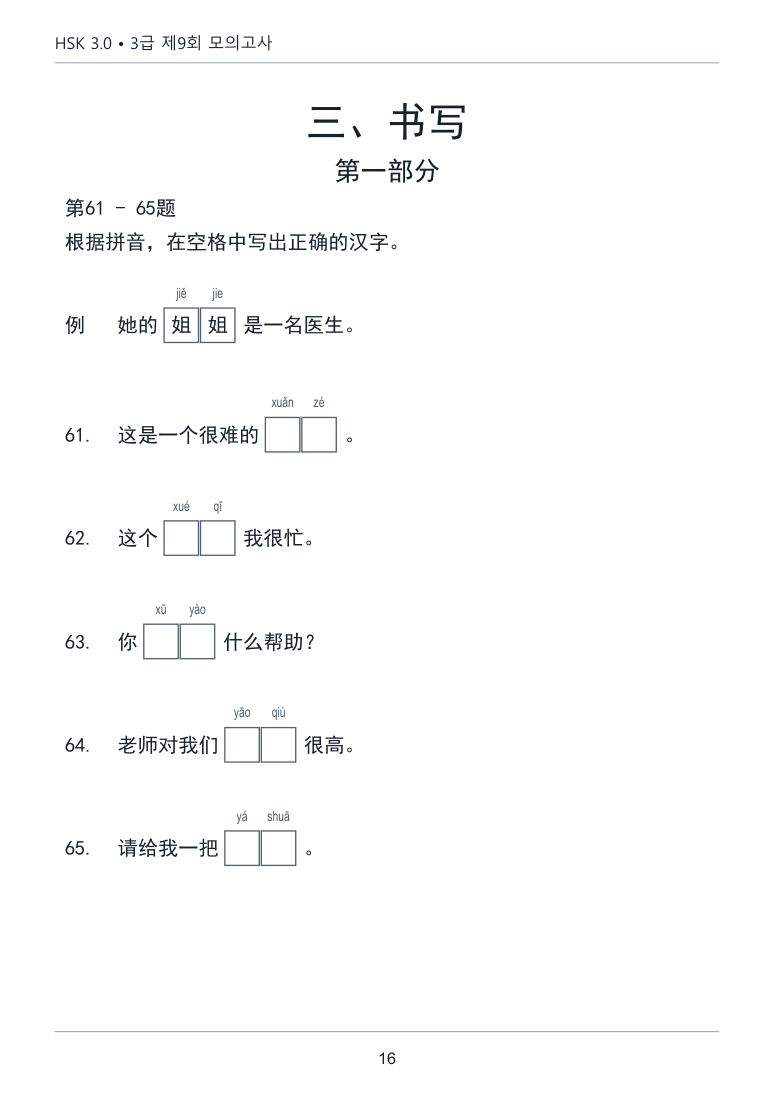 HSK 3.0 • 3급 제9회 모의고사
三、书写
第一部分
第61 - 65题
根据拼音，在空格中写出正确的汉字。
jiě jie
例 她的 姐 姐 是一名医生。
xuǎn zé
61. 这是一个很难的 。
xué qī
62. 这个 我很忙。
xū yào
63. 你 什么帮助?
yāo qiú
64. 老师对我们 很高。
yá shuā
65. 请给我一把 。
16